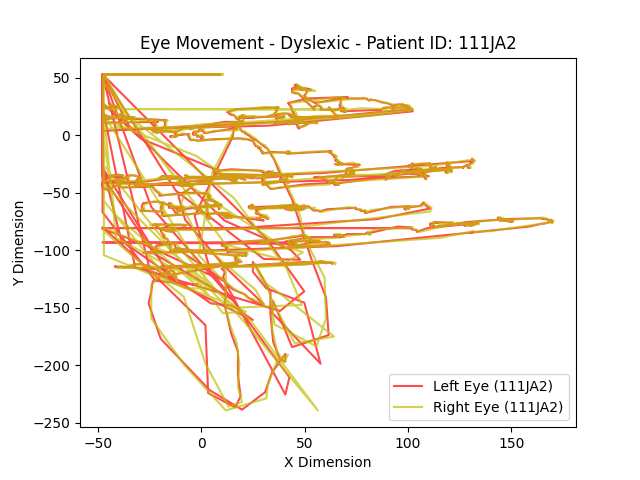 Eye Movement - Dyslexic - Patient ID: 111JA2
Y Dimension
50
0
−50
−100
−150
−200
−250
−50
0
50
100
150
X Dimension
Left Eye (111JA2)
Right Eye (111JA2)